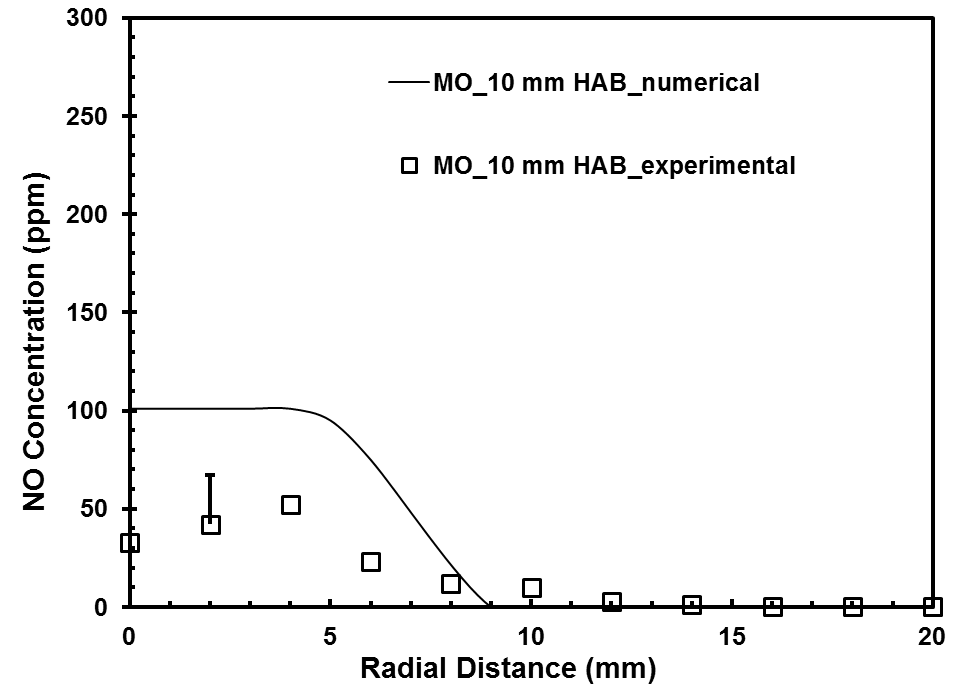 300
250
200
150
100
50
0
NO Concentration (ppm)
MO_10 mm HAB_numerical
MO_10 mm HAB_experimental
0 5 10 15 20
Radial Distance (mm)